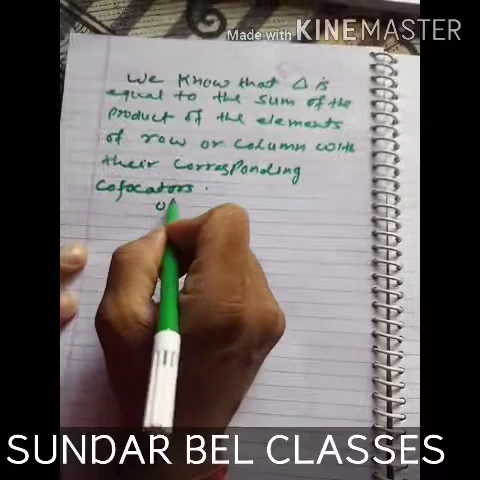 Made with KINEMASTER
We know that Δ is
equal to the sum of the
product of the elements
of row or column with
their corresponding
cofocators.
SUNDAR BEL CLASSES